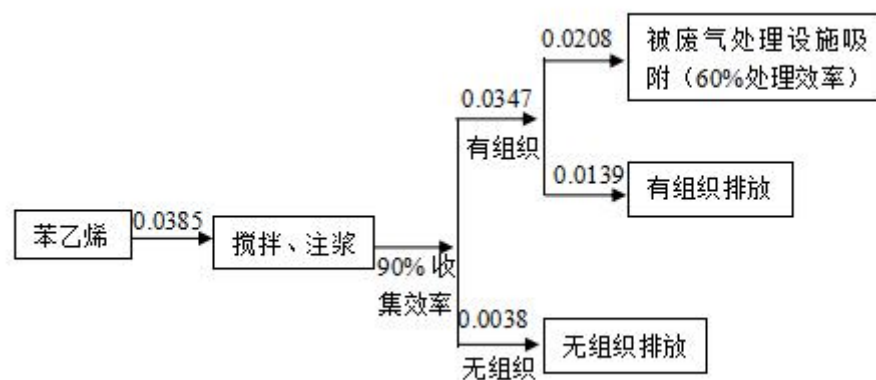 0.0208
被废气处理设施吸
附（60%处理效率）
0.0347
有组织
0.0139
有组织排放
苯乙烯
0.0385
搅拌、注浆
90% 收
集效率
0.0038
无组织
无组织排放